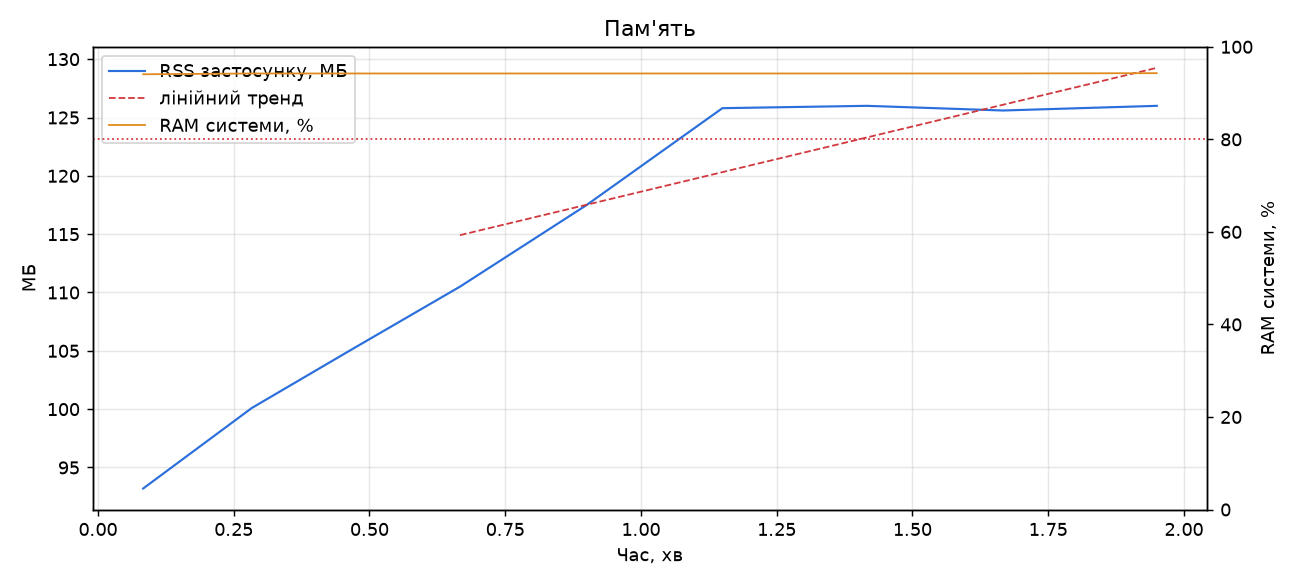 Пам'ять
RSS застосунку, МБ
лінійний тренд
RAM системи, %
130
125
120
115
110
105
100
95
МБ
100
80
60
40
20
0
RAM системи, %
0.00 0.25 0.50 0.75 1.00 1.25 1.50 1.75 2.00
Час, хв